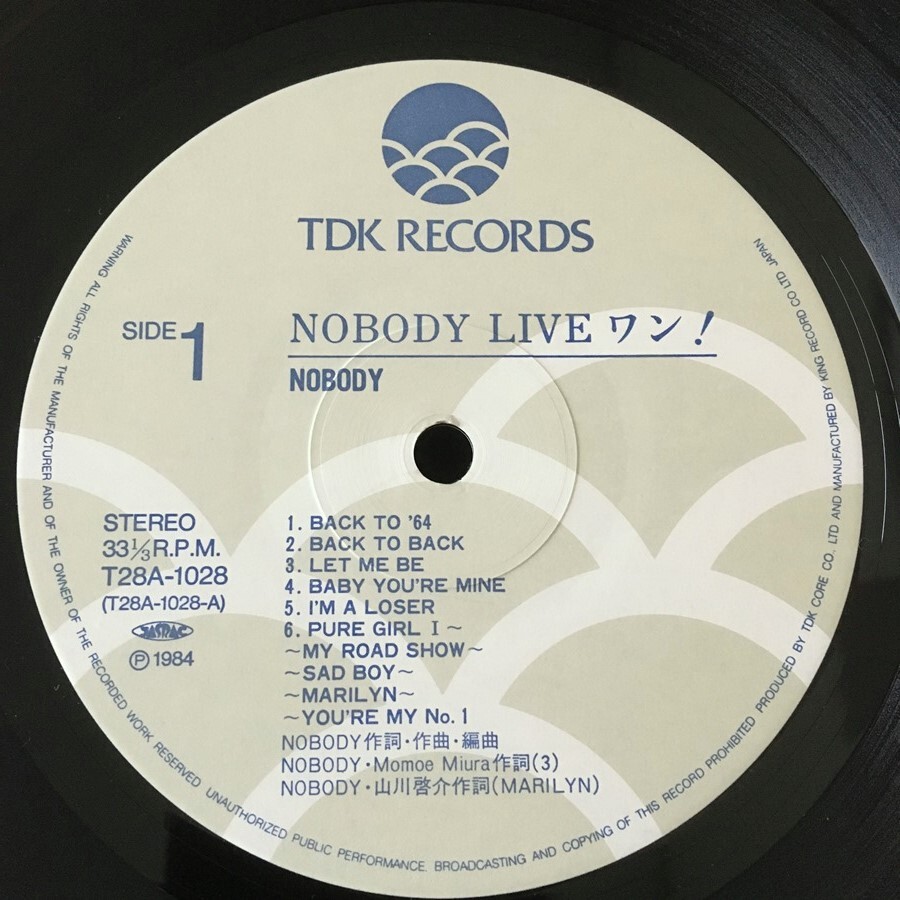 TDK RECORDS
SIDE 1
NOBODY LIVE ワン!
NOBODY
STEREO
33 1/3 R.P.M.
T28A-1028
(T28A-1028-A)
JASRAC
Ⓟ 1984
1. BACK TO '64
2. BACK TO BACK
3. LET ME BE
4. BABY YOU'RE MINE
5. I'M A LOSER
6. PURE GIRL I～
～MY ROAD SHOW～
～SAD BOY～
～MARILYN～
～YOU'RE MY No.1
NOBODY作詞・作曲・編曲
NOBODY・Momoe Miura作詞(3)
NOBODY・山川啓介作詞(MARILYN)
WARNING ALL RIGHTS OF THE MANUFACTURER AND OF THE OWNER OF THE RECORDED WORK RESERVED UNAUTHORIZED PUBLIC PERFORMANCE. BROADCASTING AND COPYING OF THIS RECORD PROHIBITED PRODUCED BY TDK CORE CO., LTD AND MANUFACTURED BY KING RECORD CO LTD JAPAN